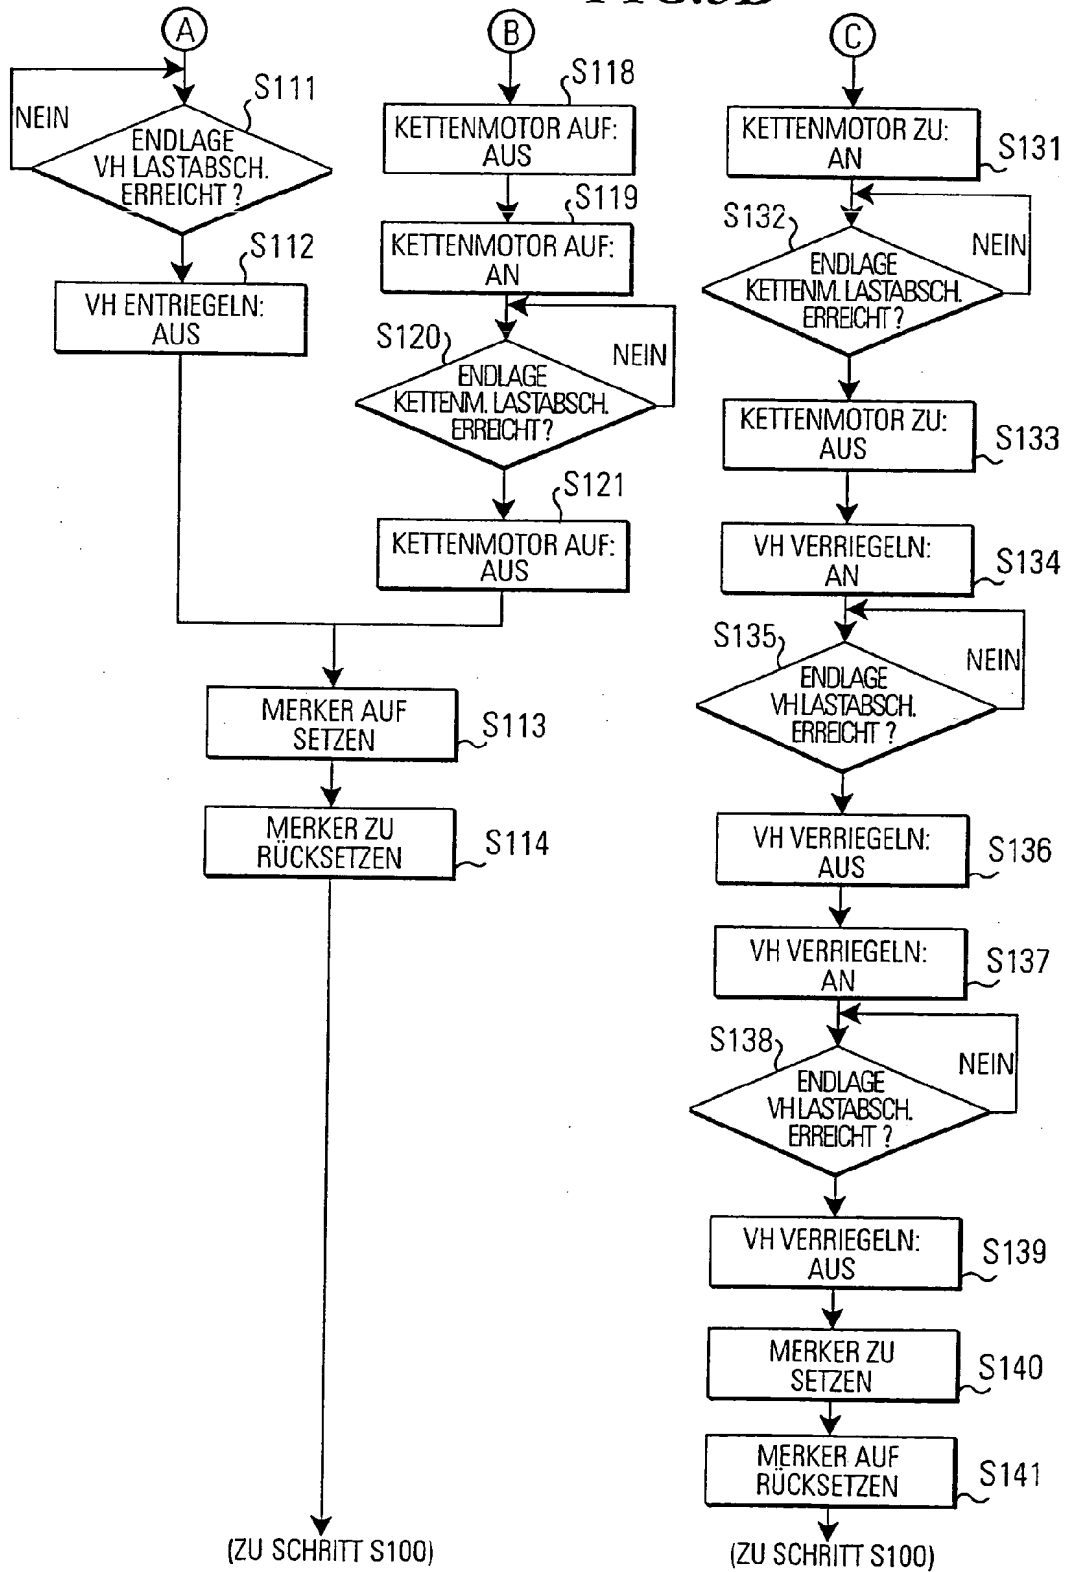 A
NEIN
S111
ENDLAGE
VH LASTABSCH.
ERREICHT ?
S112
VH ENTRIEGELN:
AUS
B
S118
KETTENMOTOR AUF:
AUS
S119
KETTENMOTOR AUF:
AN
S120
NEIN
ENDLAGE
KETTENM. LASTABSCH.
ERREICHT ?
S121
KETTENMOTOR AUF:
AUS
MERKER AUF
SETZEN
S113
MERKER ZU
RÜCKSETZEN
S114
(ZU SCHRITT S100)
C
KETTENMOTOR ZU:
AN
S131
S132
NEIN
ENDLAGE
KETTENM. LASTABSCH.
ERREICHT ?
KETTENMOTOR ZU:
AUS
S133
VH VERRIEGELN:
AN
S134
S135
NEIN
ENDLAGE
VH LASTABSCH.
ERREICHT ?
VH VERRIEGELN:
AUS
S136
VH VERRIEGELN:
AN
S137
S138
NEIN
ENDLAGE
VH LASTABSCH.
ERREICHT ?
VH VERRIEGELN:
AUS
S139
MERKER ZU
SETZEN
S140
MERKER AUF
RÜCKSETZEN
S141
(ZU SCHRITT S100)